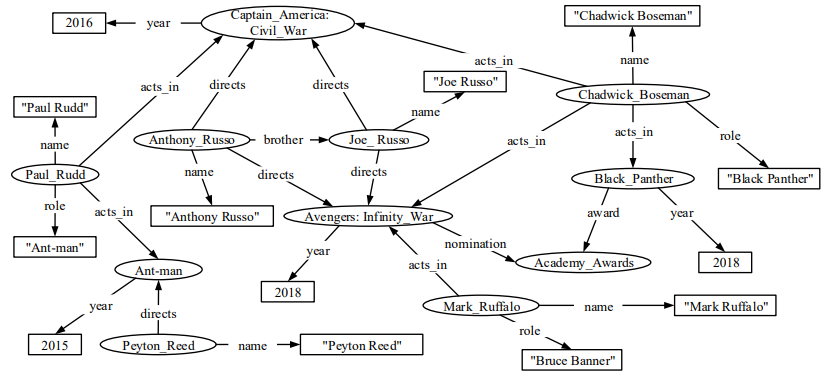 Captain_America:
Civil_War
2016
year
"Chadwick Boseman"
acts_in
directs
directs
acts_in
name
"Joe Russo"
Chadwick_Boseman
"Paul Rudd"
name
name
Anthony_Russo
brother
Joe_ Russo
acts_in
acts_in
role
Paul_Rudd
name
directs
directs
Black_Panther
"Black Panther"
role
acts_in
"Anthony Russo"
Avengers: Infinity_War
award
year
"Ant-man"
year
nomination
Ant-man
acts_in
Academy_Awards
2018
2018
year
directs
Mark_Ruffalo
name
"Mark Ruffalo"
role
2015
Peyton_Reed
name
"Peyton Reed"
"Bruce Banner"